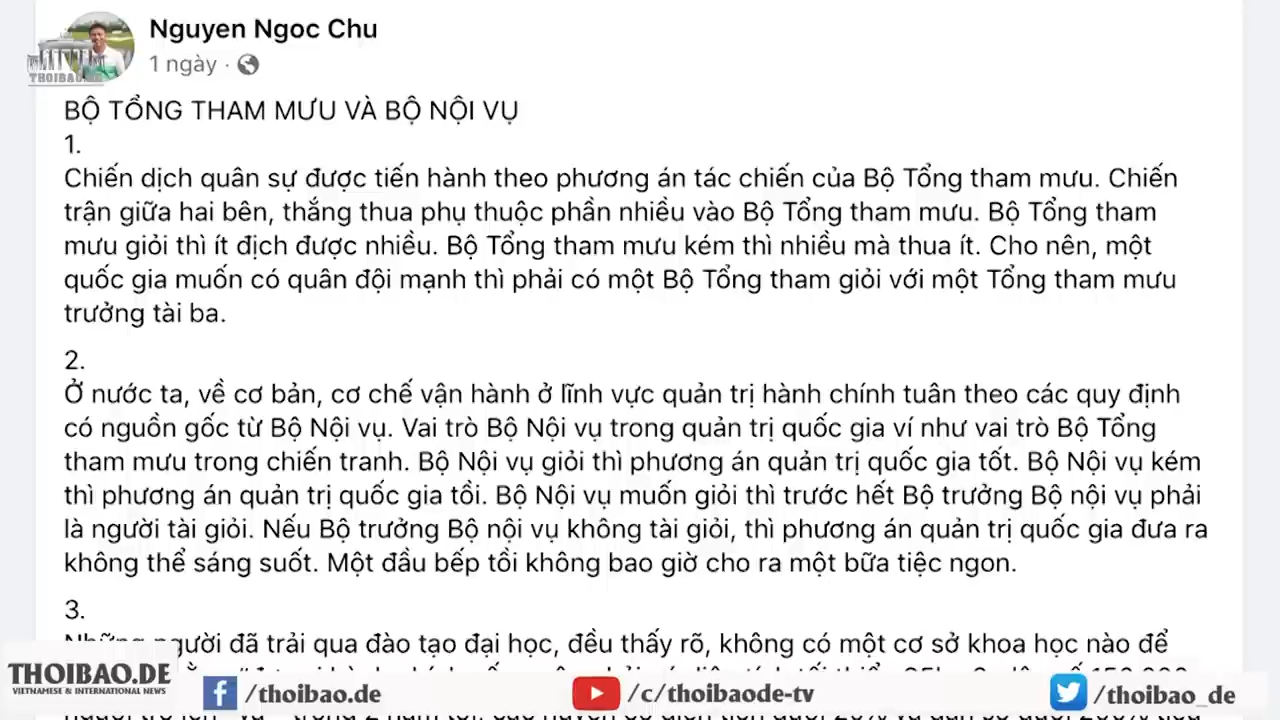 Nguyen Ngoc Chu
1 ngày ·
THOIBAO.DE
BỘ TỔNG THAM MƯU VÀ BỘ NỘI VỤ
1.
Chiến dịch quân sự được tiến hành theo phương án tác chiến của Bộ Tổng tham mưu. Chiến
trận giữa hai bên, thắng thua phụ thuộc phần nhiều vào Bộ Tổng tham mưu. Bộ Tổng tham
mưu giỏi thì ít địch được nhiều. Bộ Tổng tham mưu kém thì nhiều mà thua ít. Cho nên, một
quốc gia muốn có quân đội mạnh thì phải có một Bộ Tổng tham giỏi với một Tổng tham mưu
trưởng tài ba.
2.
Ở nước ta, về cơ bản, cơ chế vận hành ở lĩnh vực quản trị hành chính tuân theo các quy định
có nguồn gốc từ Bộ Nội vụ. Vai trò Bộ Nội vụ trong quản trị quốc gia ví như vai trò Bộ Tổng
tham mưu trong chiến tranh. Bộ Nội vụ giỏi thì phương án quản trị quốc gia tốt. Bộ Nội vụ kém
thì phương án quản trị quốc gia tồi. Bộ Nội vụ muốn giỏi thì trước hết Bộ trưởng Bộ nội vụ phải
là người tài giỏi. Nếu Bộ trưởng Bộ nội vụ không tài giỏi, thì phương án quản trị quốc gia đưa ra
không thể sáng suốt. Một đầu bếp tồi không bao giờ cho ra một bữa tiệc ngon.
3.
Những người đã trải qua đào tạo đại học, đều thấy rõ, không có một cơ sở khoa học nào để
THOIBAO.DE
VIETNAMESE & INTERNATIONAL NEWS
/thoibao.de
/c/thoibaode-tv
/thoibao_de